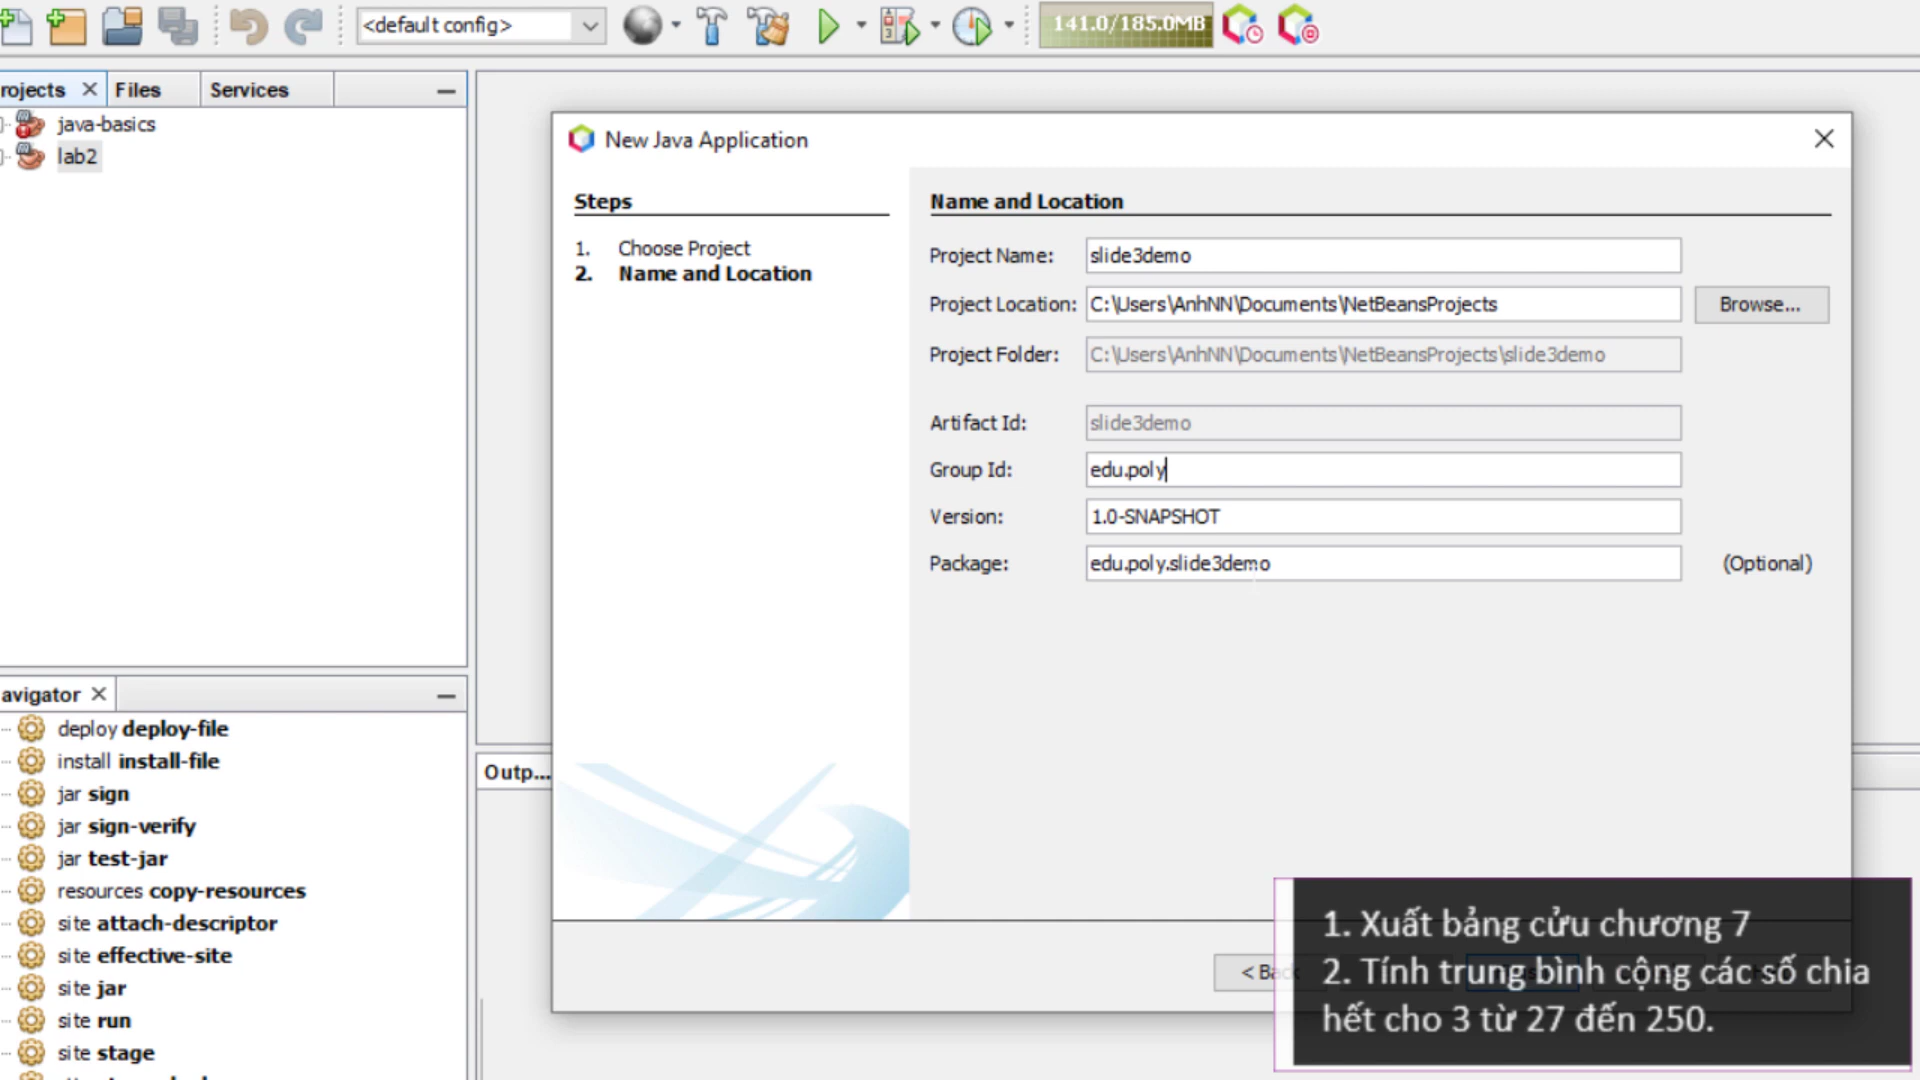 <default config>
141.0/185.0MB
rojects
Files
Services
java-basics
lab2
New Java Application
Steps
1. Choose Project
2. Name and Location
Name and Location
Project Name: slide3demo
Project Location: C:\Users\AnhNN\Documents\NetBeansProjects Browse...
Project Folder: C:\Users\AnhNN\Documents\NetBeansProjects\slide3demo
Artifact Id: slide3demo
Group Id: edu.poly
Version: 1.0-SNAPSHOT
Package: edu.poly.slide3demo (Optional)
avigator
deploy deploy-file
install install-file
jar sign
jar sign-verify
jar test-jar
resources copy-resources
site attach-descriptor
site effective-site
site jar
site run
site stage
Outp...
< Back
1. Xuất bảng cửu chương 7
2. Tính trung bình cộng các số chia
hết cho 3 từ 27 đến 250.